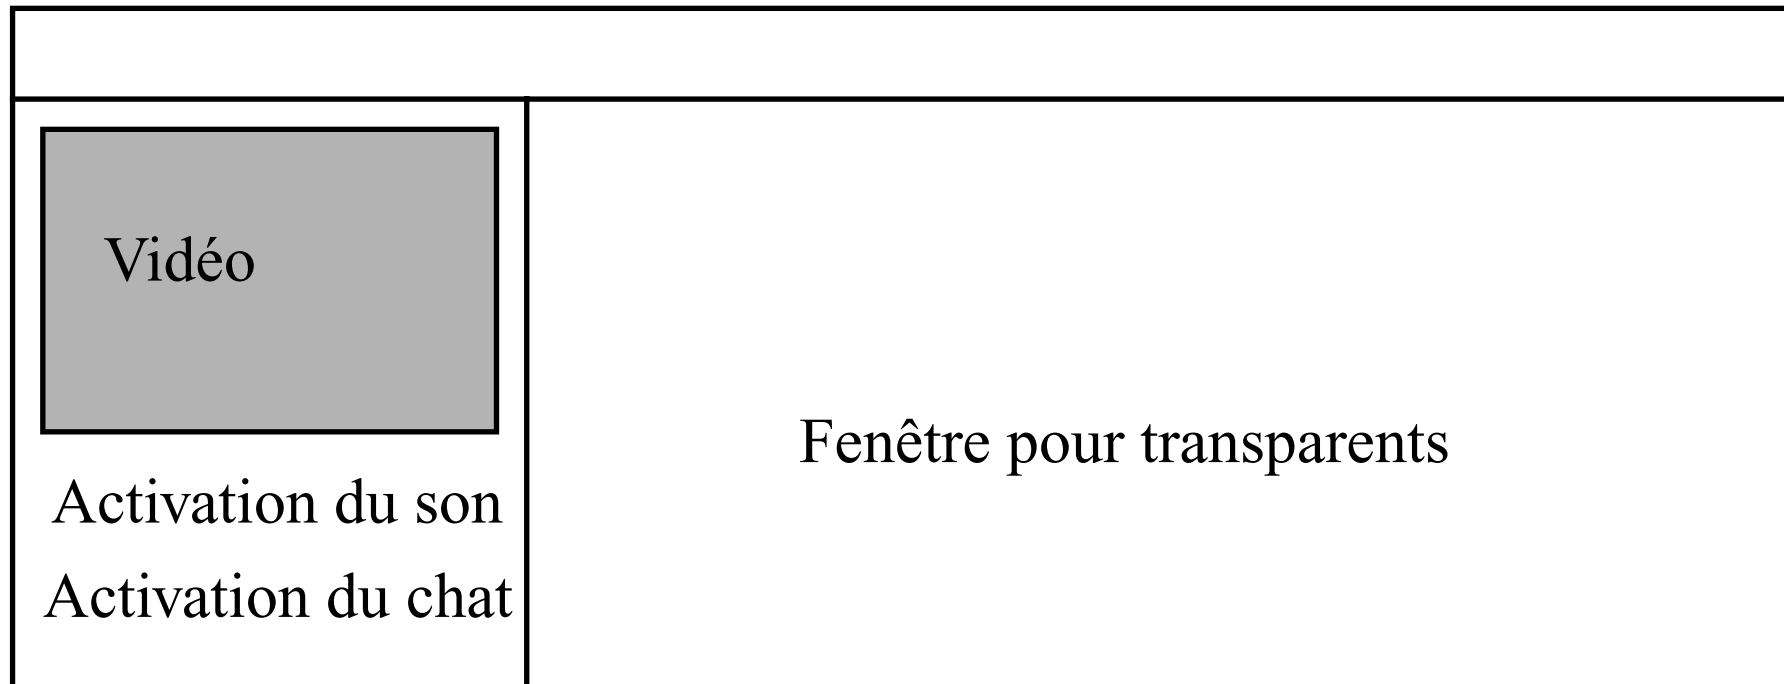 Vidéo
Activation du son
Activation du chat
Fenêtre pour transparents